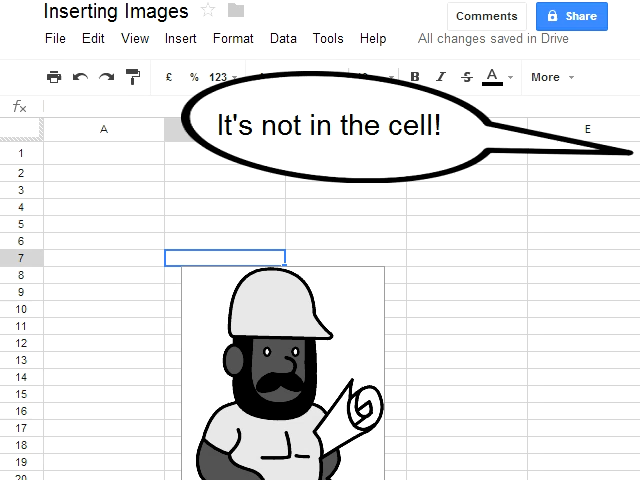 Inserting Images
Comments
Share
File Edit View Insert Format Data Tools Help All changes saved in Drive
£ % 123 B I S A More
fx
It's not in the cell!
A E
1
2
3
4
5
6
7
8
9
10
11
12
13
14
15
16
17
18
19
20